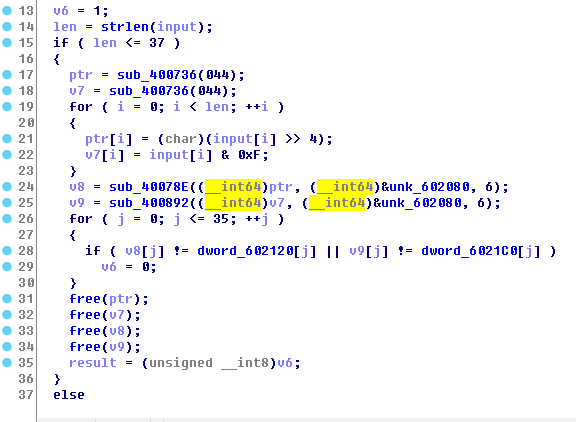 13 v6 = 1;
14 len = strlen(input);
15 if ( len <= 37 )
16 {
17 ptr = sub_400736(044);
18 v7 = sub_400736(044);
19 for ( i = 0; i < len; ++i )
20 {
21 ptr[i] = (char)(input[i] >> 4);
22 v7[i] = input[i] & 0xF;
23 }
24 v8 = sub_40078E((__int64)ptr, (__int64)&unk_602080, 6);
25 v9 = sub_400892((__int64)v7, (__int64)&unk_602080, 6);
26 for ( j = 0; j <= 35; ++j )
27 {
28 if ( v8[j] != dword_602120[j] || v9[j] != dword_6021C0[j] )
29 v6 = 0;
30 }
31 free(ptr);
32 free(v7);
33 free(v8);
34 free(v9);
35 result = (unsigned __int8)v6;
36 }
37 else